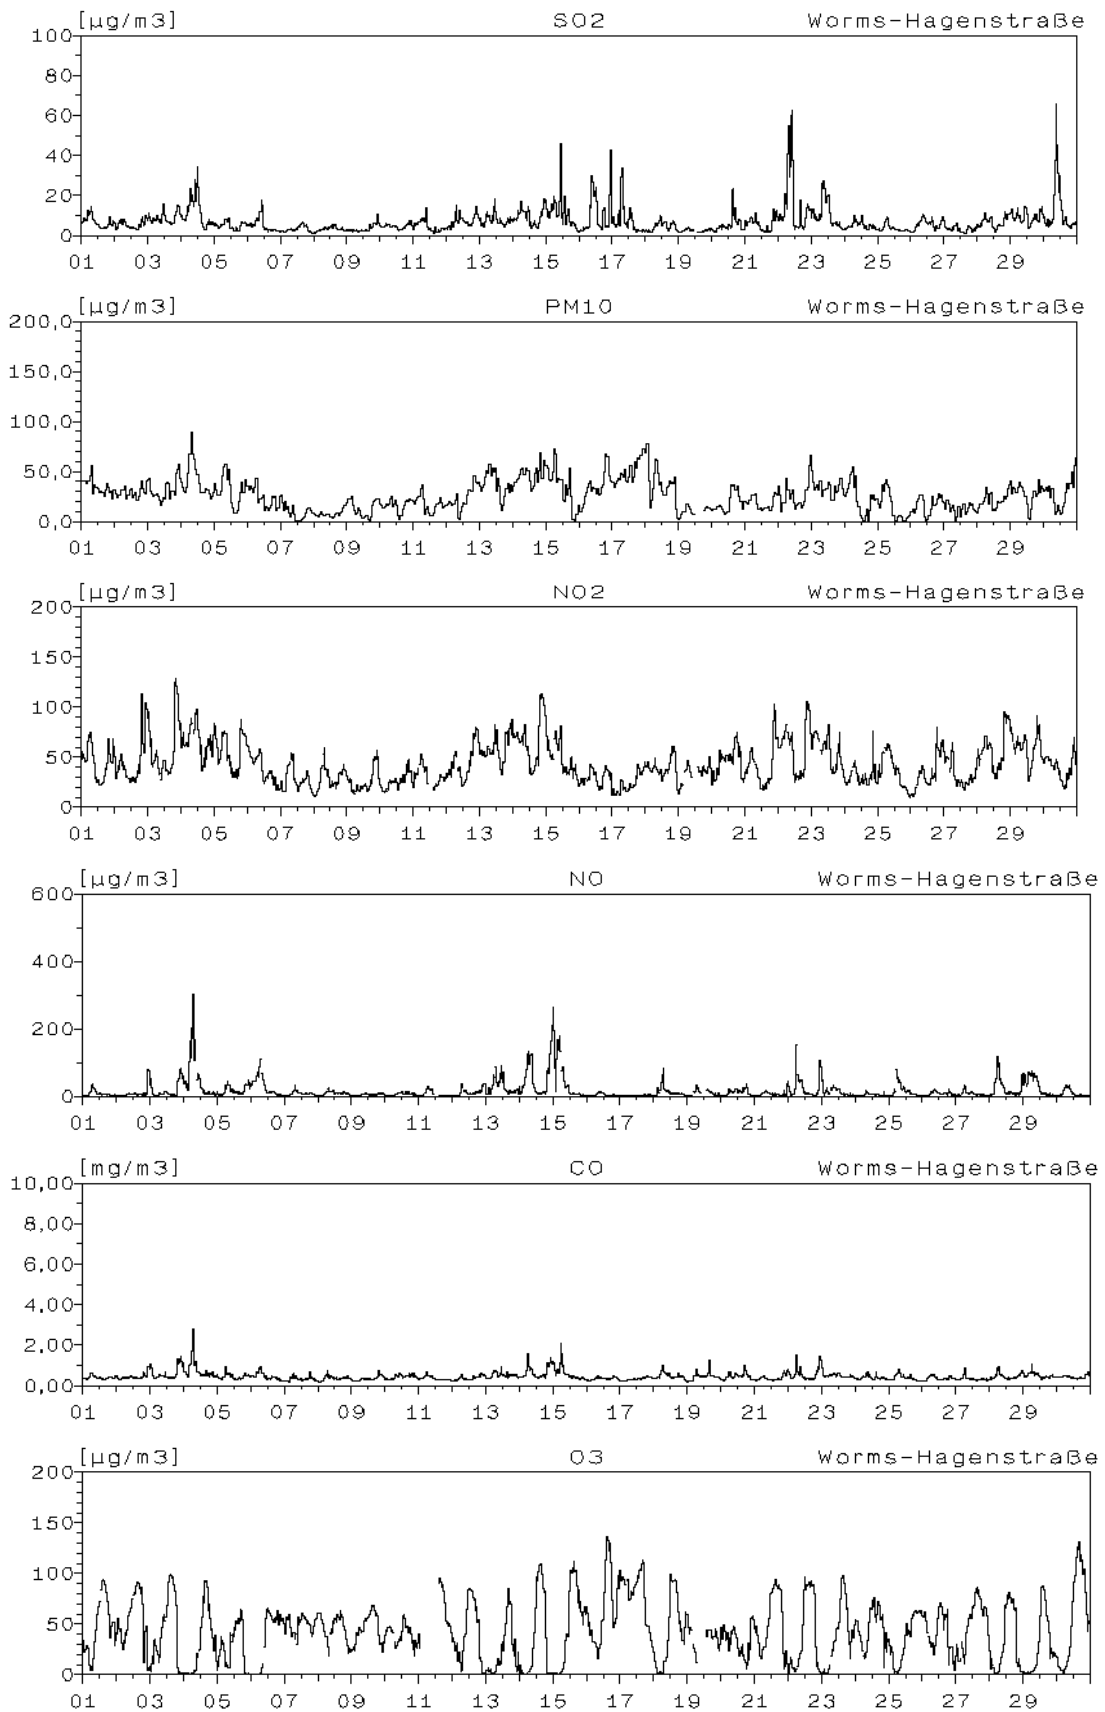 [µg/m3] SO2 Worms-Hagenstraße
100
80
60
40
20
0
01 03 05 07 09 11 13 15 17 19 21 23 25 27 29
[µg/m3] PM10 Worms-Hagenstraße
200,0
150,0
100,0
50,0
0,0
01 03 05 07 09 11 13 15 17 19 21 23 25 27 29
[µg/m3] NO2 Worms-Hagenstraße
200
150
100
50
0
01 03 05 07 09 11 13 15 17 19 21 23 25 27 29
[µg/m3] NO Worms-Hagenstraße
600
400
200
0
01 03 05 07 09 11 13 15 17 19 21 23 25 27 29
[mg/m3] CO Worms-Hagenstraße
10,00
8,00
6,00
4,00
2,00
0,00
01 03 05 07 09 11 13 15 17 19 21 23 25 27 29
[µg/m3] O3 Worms-Hagenstraße
200
150
100
50
0
01 03 05 07 09 11 13 15 17 19 21 23 25 27 29